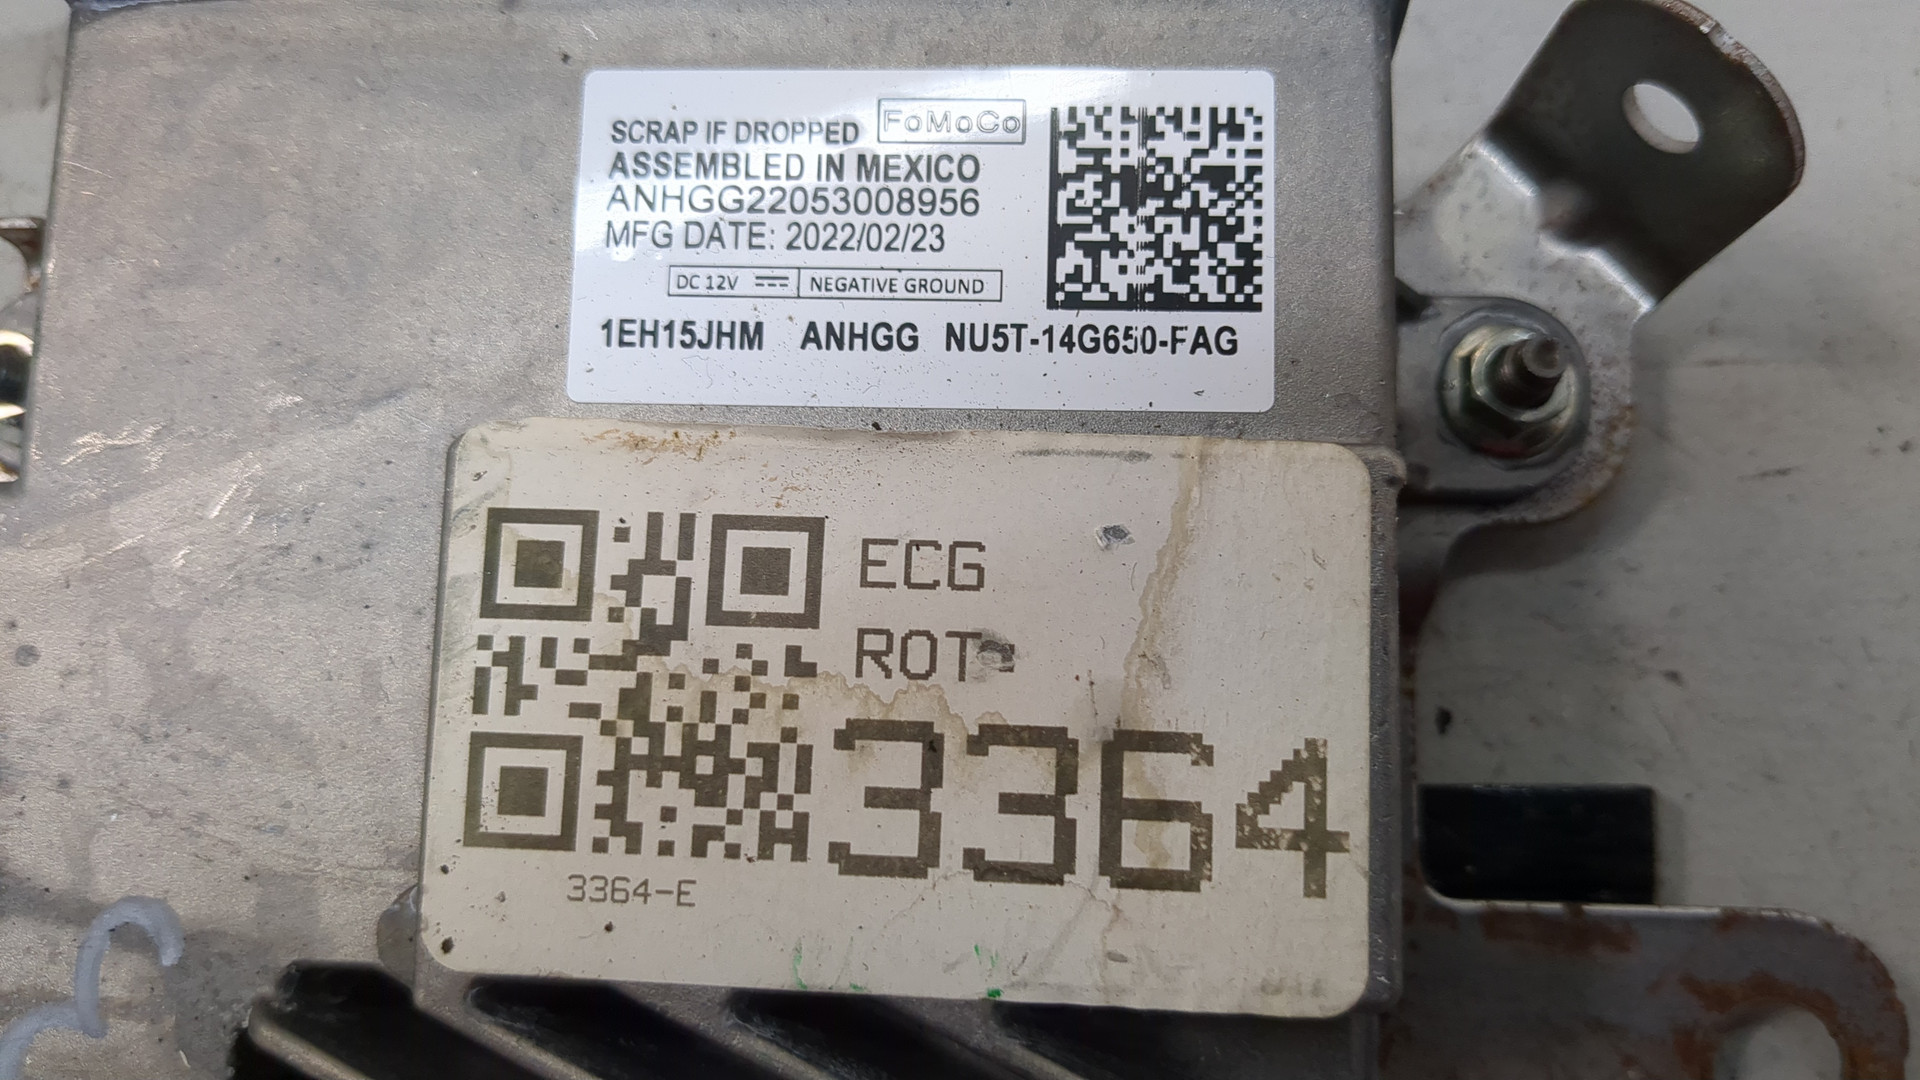 SCRAP IF DROPPED FoMoCo
ASSEMBLED IN MEXICO
ANHGG22053008956
MFG DATE: 2022/02/23
DC 12V NEGATIVE GROUND
1EH15JHM ANHGG NU5T-14G650-FAG
ECG
ROT-
3364
3364-E